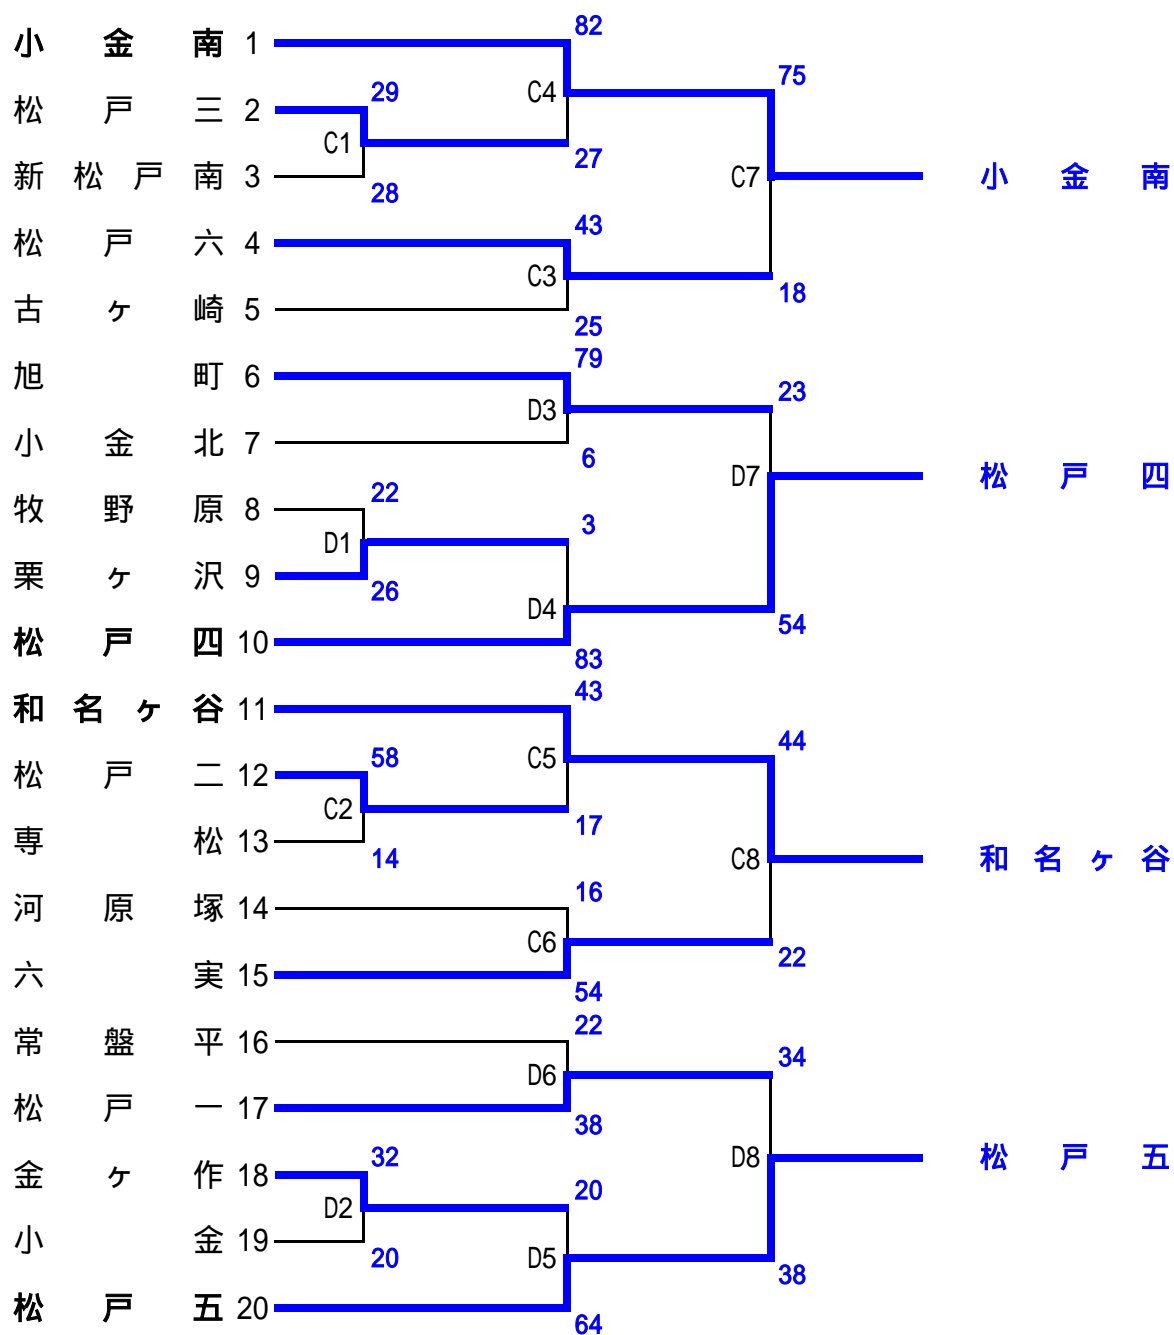 82
小金南 1
75
29
C4
松戸三 2
C1
27
新松戸南 3
C7
小金南
28
43
松戸六 4
C3
18
古ヶ崎 5
25
79
旭町 6
23
D3
小金北 7
6
D7
松戸四
22
牧野原 8
3
D1
栗ヶ沢 9
26
D4
54
松戸四 10
83
43
和名ヶ谷 11
44
58
C5
松戸二 12
C2
17
専松 13
14
C8
和名ヶ谷
16
河原塚 14
C6
22
六実 15
54
22
常盤平 16
34
D6
松戸一 17
38
32
D8
松戸五
金ヶ作 18
20
D2
小金 19
20
D5
38
松戸五 20
64